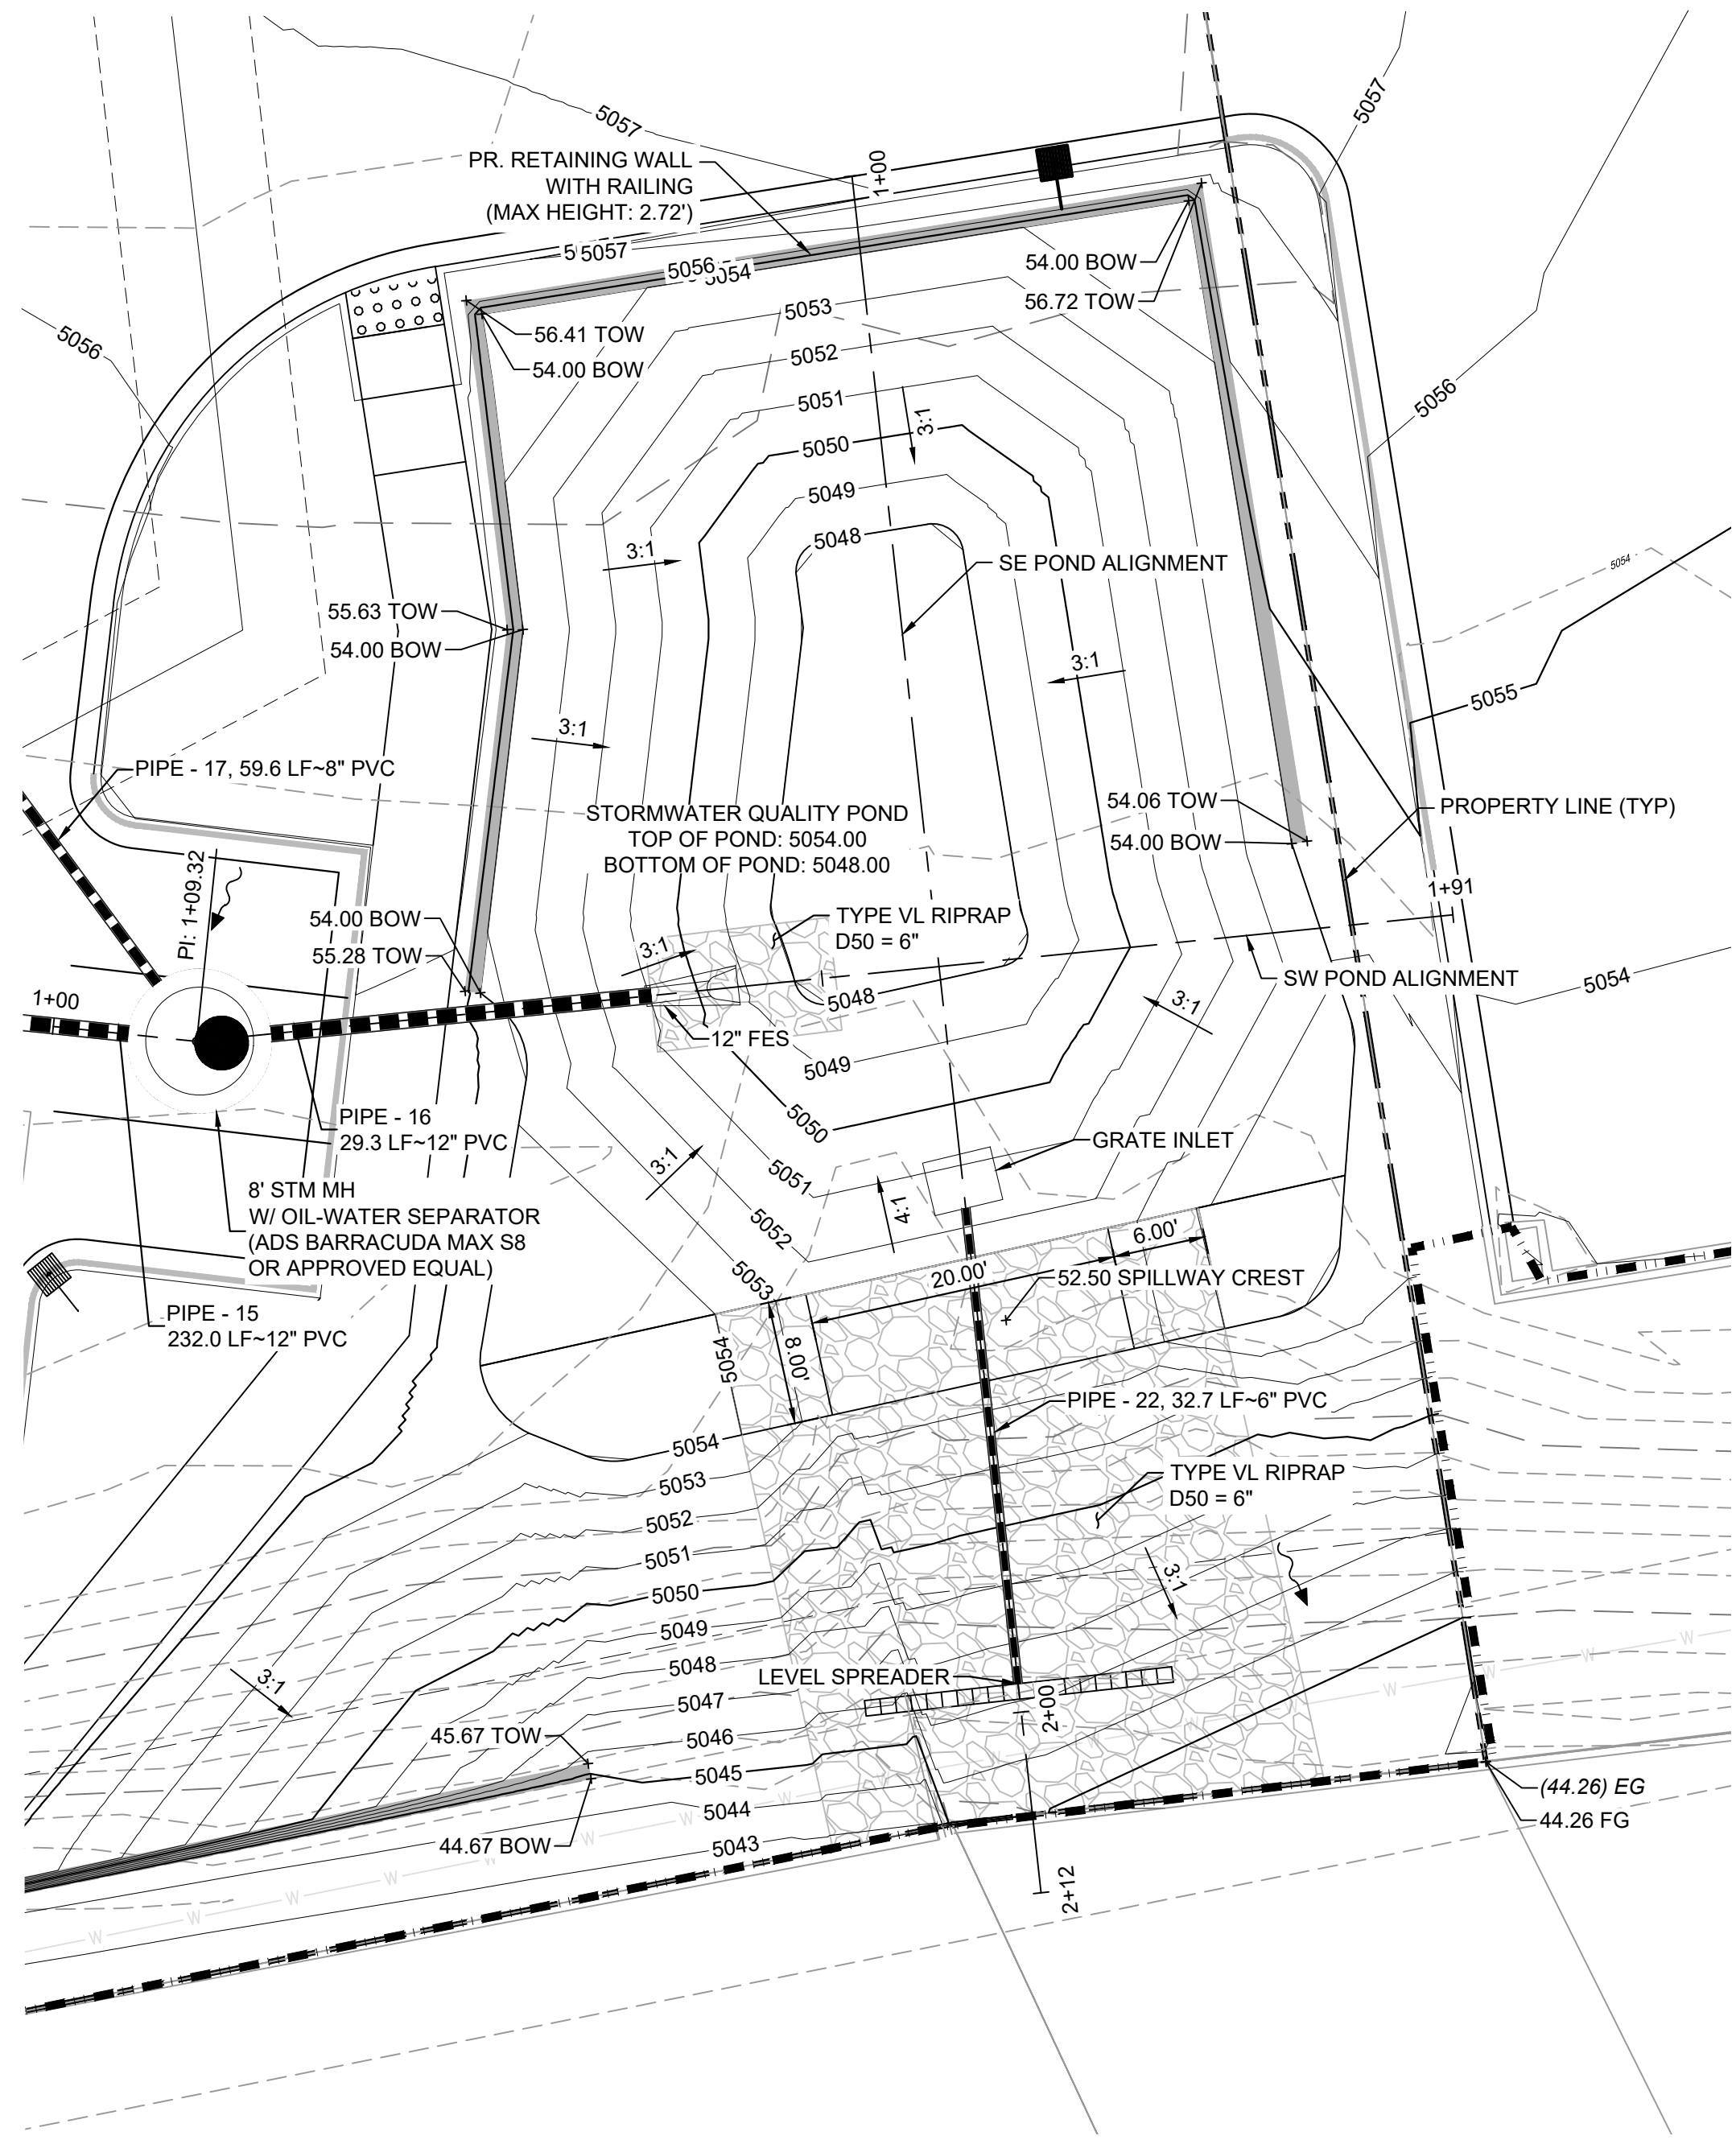 5057
5057
PR. RETAINING WALL
WITH RAILING
(MAX HEIGHT: 2.72')
1+00
5057
5056
5054
54.00 BOW
56.72 TOW
5053
56.41 TOW
54.00 BOW
5056
5052
5051
3:1
5056
5050
5049
5048
3:1
SE POND ALIGNMENT
5054
55.63 TOW
54.00 BOW
3:1
5055
3:1
PIPE - 17, 59.6 LF~8" PVC
STORMWATER QUALITY POND
TOP OF POND: 5054.00
BOTTOM OF POND: 5048.00
54.06 TOW
54.00 BOW
PROPERTY LINE (TYP)
PI: 1+09.32
1+91
54.00 BOW
55.28 TOW
3:1
TYPE VL RIPRAP
D50 = 6"
SW POND ALIGNMENT
5054
1+00
5048
3:1
12" FES
5049
PIPE - 16
29.3 LF~12" PVC
5050
GRATE INLET
3:1
5051
4:1
8' STM MH
W/ OIL-WATER SEPARATOR
(ADS BARRACUDA MAX S8
OR APPROVED EQUAL)
5052
6.00'
5053
20.00'
52.50 SPILLWAY CREST
PIPE - 15
232.0 LF~12" PVC
5054
8.00'
PIPE - 22, 32.7 LF~6" PVC
5054
5053
TYPE VL RIPRAP
D50 = 6"
5052
5051
3:1
5050
5049
W
W
5048
3:1
LEVEL SPREADER
W
W
5047
2+00
W
45.67 TOW
5046
5045
(44.26) EG
5044
44.26 FG
W
W
44.67 BOW
5043
W
W
W
W
W
2+12